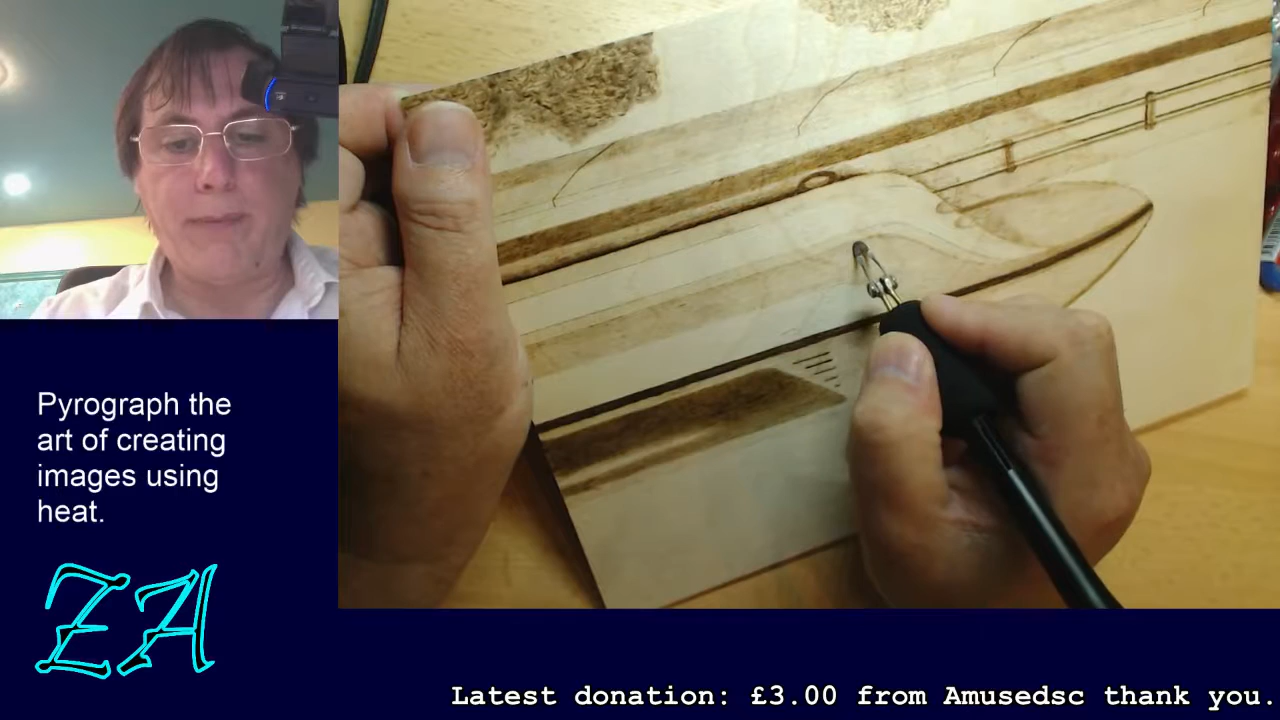 Pyrograph the
art of creating
images using
heat.
ZA
Latest donation: £3.00 from Amusedsc thank you.